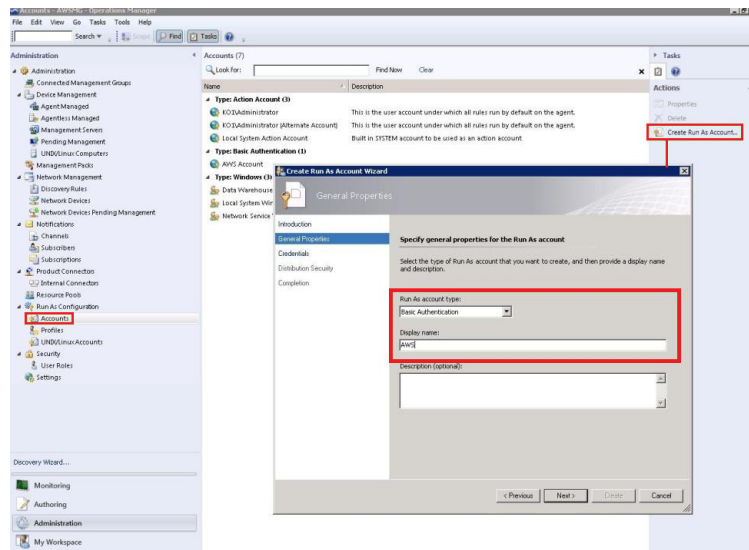 Accounts - AWSMG - Operations Manager
File Edit View Go Tasks Tools Help
Search Scope Find Tasks
Administration
Administration
Connected Management Groups
Device Management
Agent Managed
Agentless Managed
Management Servers
Pending Management
UNIX/Linux Computers
Management Packs
Network Management
Discovery Rules
Network Devices
Network Devices Pending Management
Notifications
Channels
Subscribers
Subscriptions
Product Connectors
Internal Connectors
Resource Pools
Run As Configuration
Accounts
Profiles
UNIX/Linux Accounts
Security
User Roles
Settings
Discovery Wizard...
Monitoring
Authoring
Administration
My Workspace
Accounts (7)
Look for: Find Now Clear
Name Description
Type: Action Account (3)
KO1\Administrator This is the user account under which all rules run by default on the agent.
KO1\Administrator (Alternate Account) This is the user account under which all rules run by default on the agent.
Local System Action Account Built in SYSTEM account to be used as an action account
Type: Basic Authentication (1)
AWS Account
Type: Windows (3)
Data Warehouse
Local System Win
Network Service
Create Run As Account Wizard
General Properties
Introduction
General Properties
Credentials
Distribution Security
Completion
Specify general properties for the Run As account
Select the type of Run As account that you want to create, and then provide a display name
and description.
Run As account type:
Basic Authentication
Display name:
AWS
Description (optional):
< Previous Next > Create Cancel
Tasks
Actions
Properties
Delete
Create Run As Account...